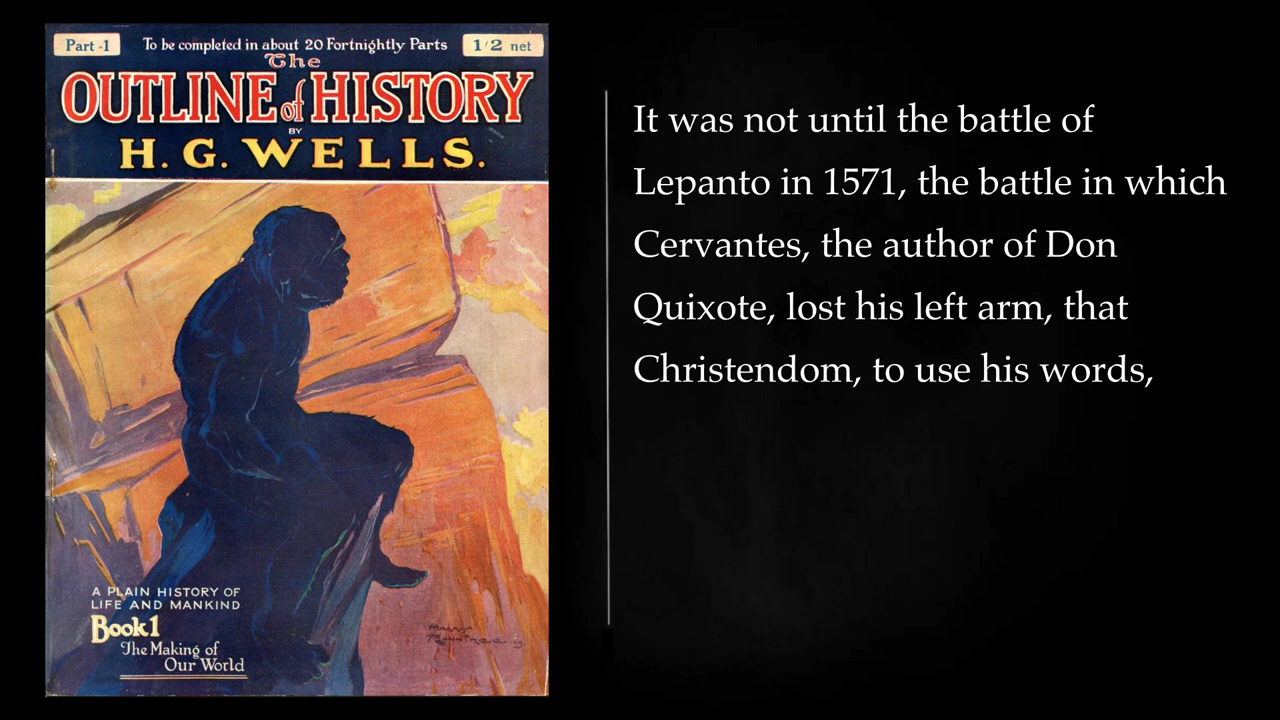 Part -1
To be completed in about 20 Fortnightly Parts
1/2 net
The
OUTLINE of HISTORY
BY
H. G. WELLS.
A PLAIN HISTORY OF
LIFE AND MANKIND
Book 1
The Making of
Our World
It was not until the battle of
Lepanto in 1571, the battle in which
Cervantes, the author of Don
Quixote, lost his left arm, that
Christendom, to use his words,